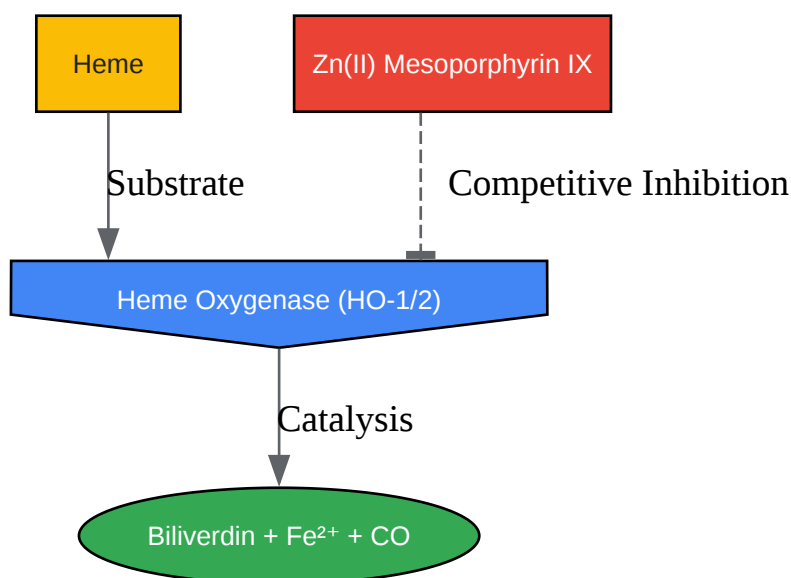 Heme
Zn(II) Mesoporphyrin IX
Substrate
Competitive Inhibition
Heme Oxygenase (HO-1/2)
Catalysis
Biliverdin + Fe²⁺ + CO